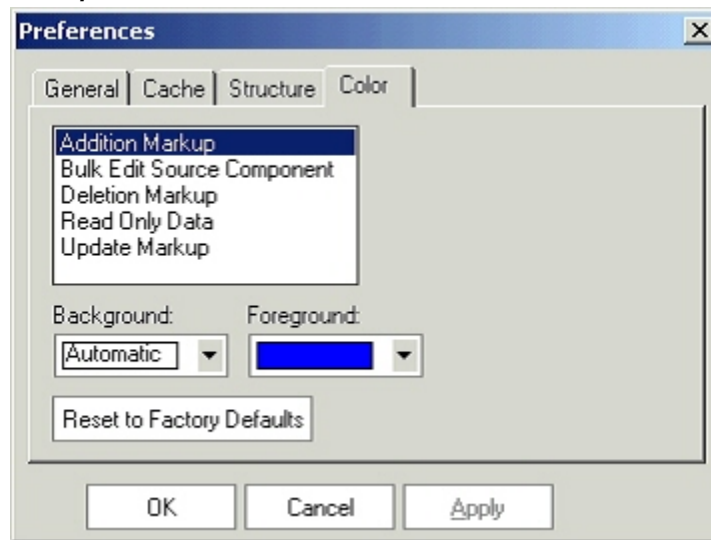 Preferences
General Cache Structure Color
Addition Markup
Bulk Edit Source Component
Deletion Markup
Read Only Data
Update Markup
Background: Foreground:
Automatic
Reset to Factory Defaults
OK Cancel Apply